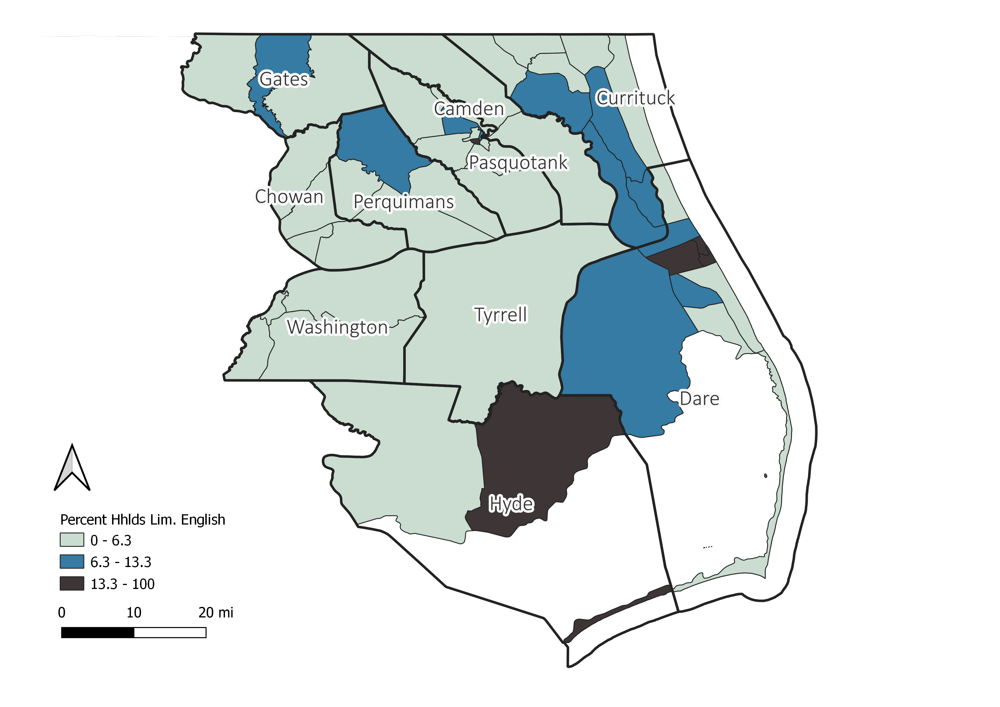 Gates
Currituck
Camden
Pasquotank
Chowan
Perquimans
Tyrrell
Washington
Dare
Hyde
Percent Hhlds Lim. English
0 - 6.3
6.3 - 13.3
13.3 - 100
0 10 20 mi